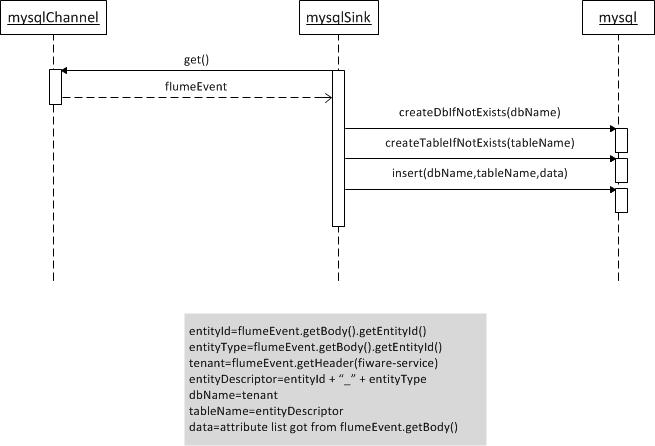 mysqlChannel
mysqlSink
mysql
get()
flumeEvent
createDbIfNotExists(dbName)
createTableIfNotExists(tableName)
insert(dbName,tableName,data)
entityId=flumeEvent.getBody().getEntityId()
entityType=flumeEvent.getBody().getEntityId()
tenant=flumeEvent.getHeader(fiware-service)
entityDescriptor=entityId + “_” + entityType
dbName=tenant
tableName=entityDescriptor
data=attribute list got from flumeEvent.getBody()